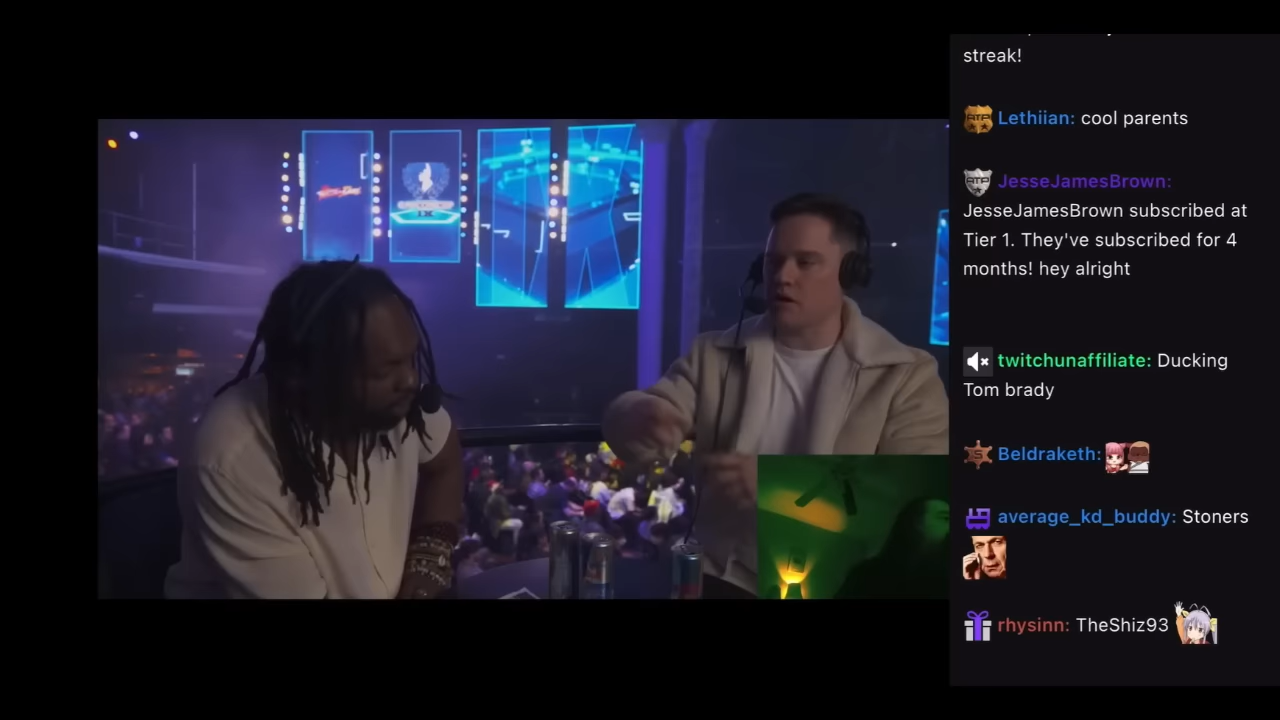 streak!
Lethiian: cool parents
JesseJamesBrown:
JesseJamesBrown subscribed at
Tier 1. They've subscribed for 4
months! hey alright
twitchunaffiliate: Ducking
Tom brady
Beldraketh:
average_kd_buddy: Stoners
rhysinn: TheShiz93